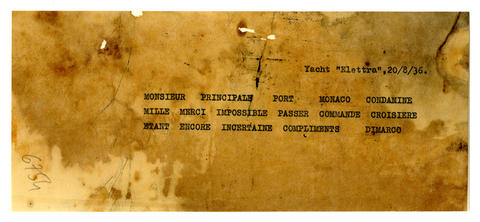 Yacht "Elettra",20/8/36.
MONSIEUR PRINCIPALE PORT MONACO CONDAMINE
MILLE MERCI IMPOSSIBLE PASSER COMMANDE CROISIERE
ETANT ENCORE INCERTAINE COMPLIMENTS DIMARCO